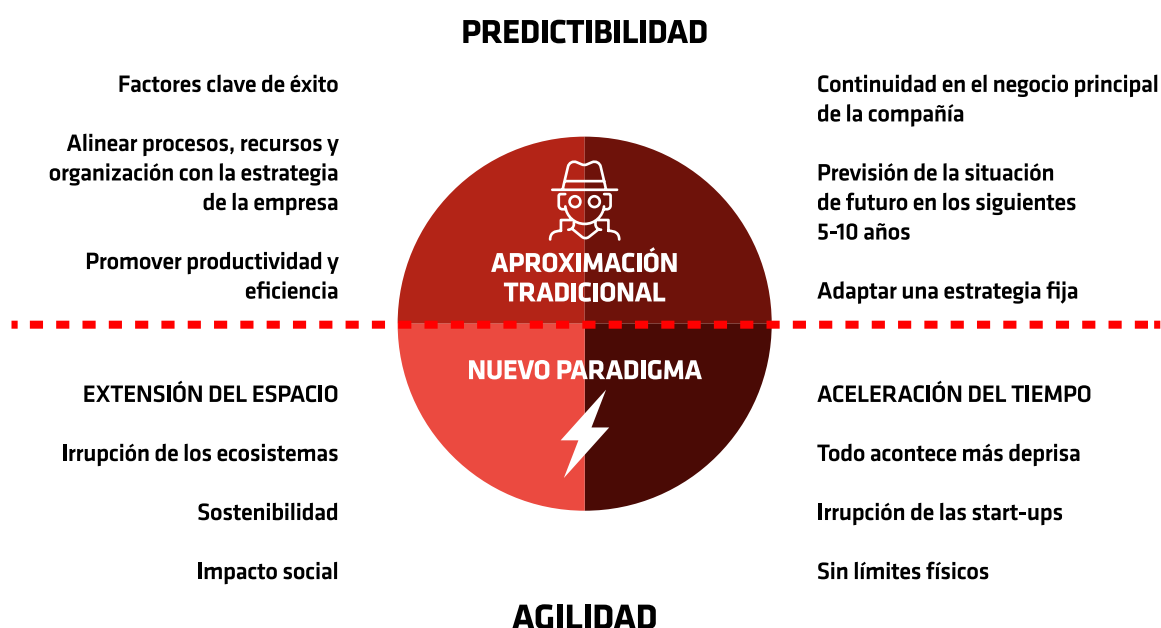 PREDICTIBILIDAD
Factores clave de éxito
Alinear procesos, recursos y
organización con la estrategia
de la empresa
Promover productividad y
eficiencia
Continuidad en el negocio principal
de la compañía
Previsión de la situación
de futuro en los siguientes
5-10 años
Adaptar una estrategia fija
APROXIMACIÓN
TRADICIONAL
NUEVO PARADIGMA
EXTENSIÓN DEL ESPACIO
Irrupción de los ecosistemas
Sostenibilidad
Impacto social
ACELERACIÓN DEL TIEMPO
Todo acontece más deprisa
Irrupción de las start-ups
Sin límites físicos
AGILIDAD